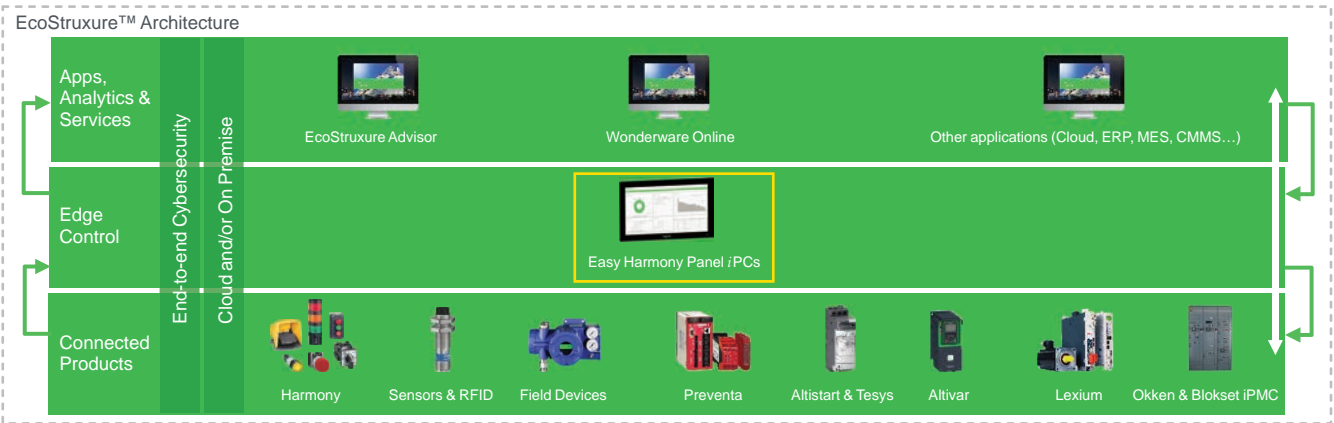 EcoStruxure™ Architecture
Apps,
Analytics &
Services
End-to-end Cybersecurity
Cloud and/or On Premise
EcoStruxure Advisor
Wonderware Online
Other applications (Cloud, ERP, MES, CMMS…)
Edge
Control
Easy Harmony Panel iPCs
Connected
Products
Harmony
Sensors & RFID
Field Devices
Preventa
Altistart & Tesys
Altivar
Lexium
Okken & Blokset iPMC